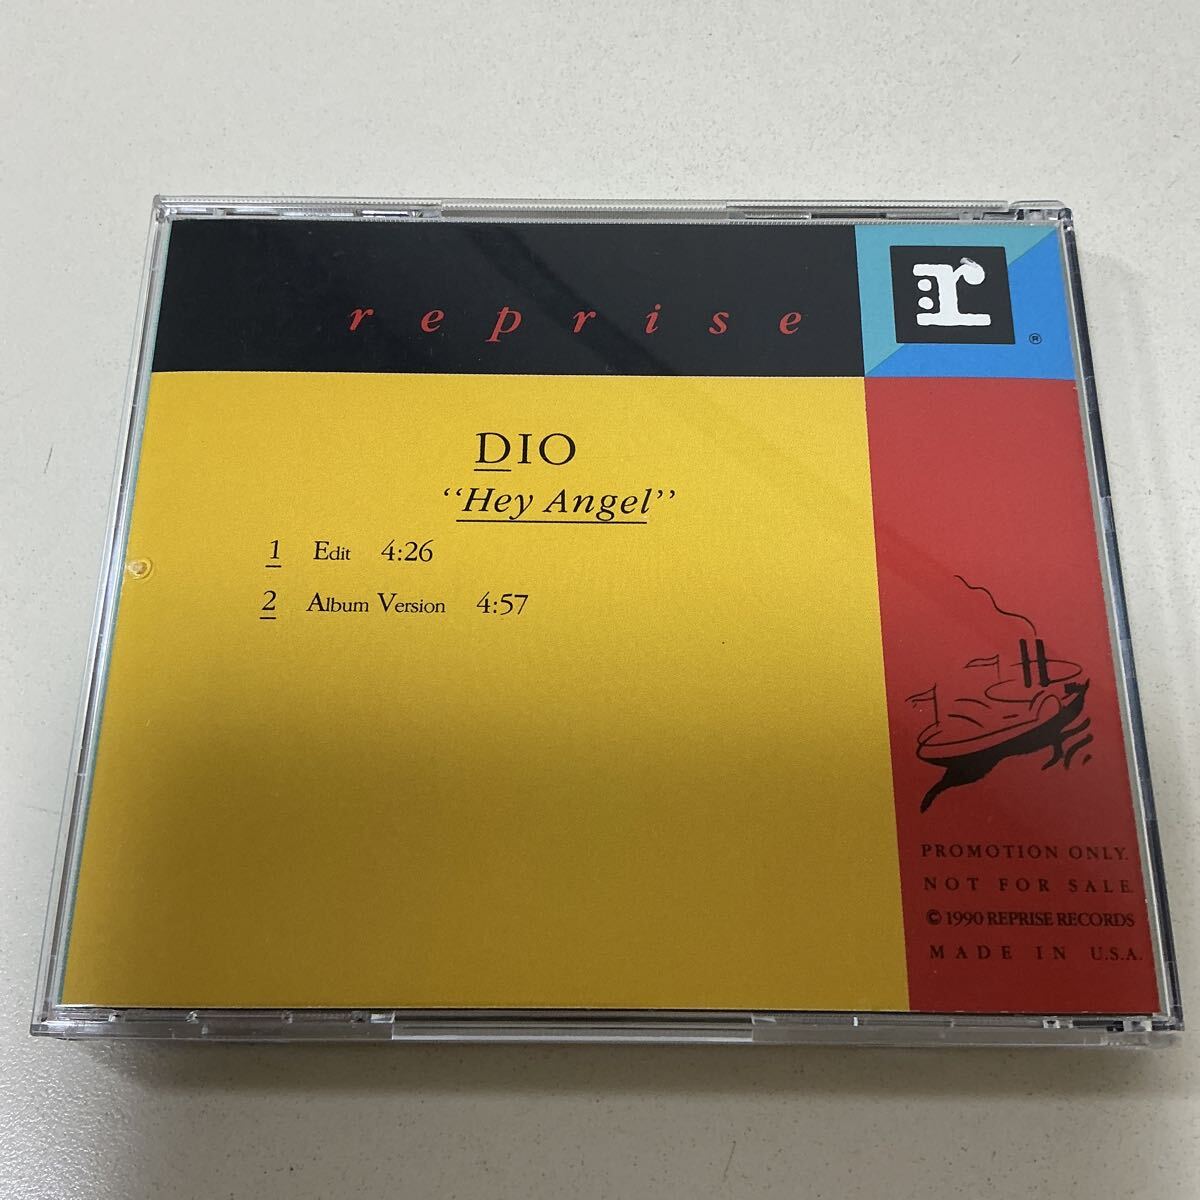 reprise
r
®
DIO
“Hey Angel”
1 Edit 4:26
2 Album Version 4:57
PROMOTION ONLY.
NOT FOR SALE.
© 1990 REPRISE RECORDS
MADE IN U.S.A.